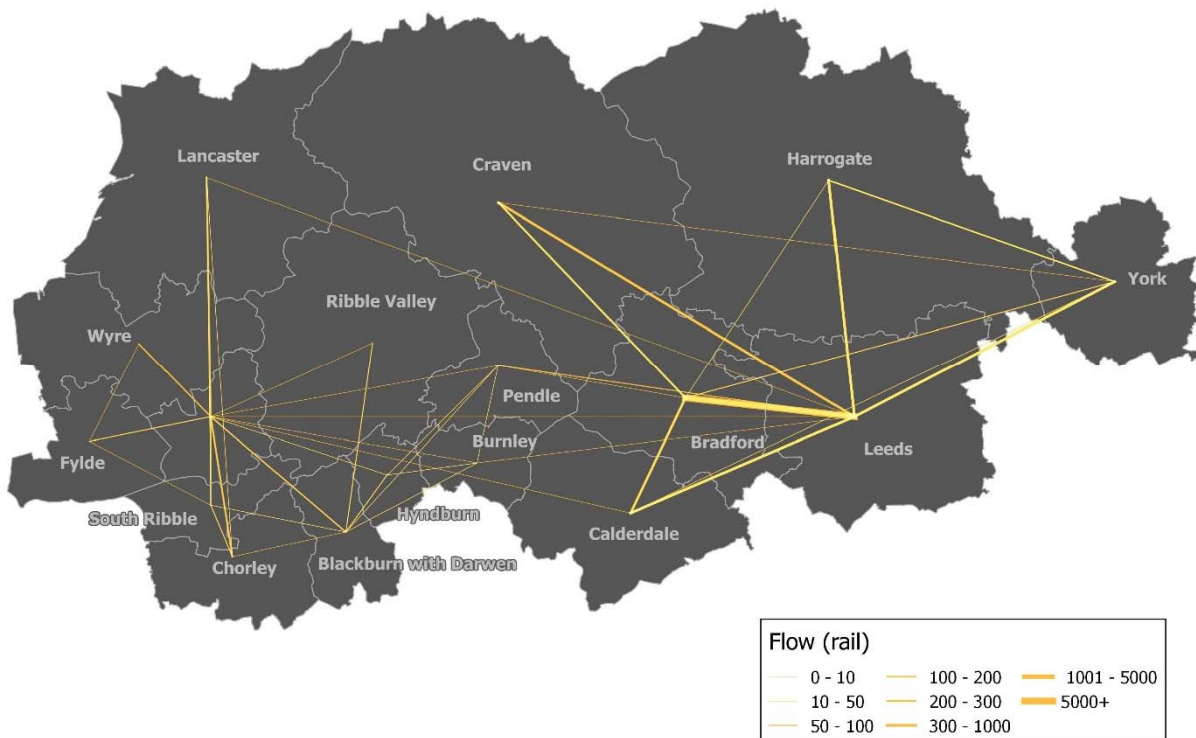 Lancaster
Craven
Harrogate
York
Ribble Valley
Wyre
Pendle
Burnley
Bradford
Leeds
Fylde
South Ribble
Hyndburn
Calderdale
Chorley
Blackburn with Darwen
Flow (rail)
0 - 10
10 - 50
50 - 100
100 - 200
200 - 300
300 - 1000
1001 - 5000
5000+